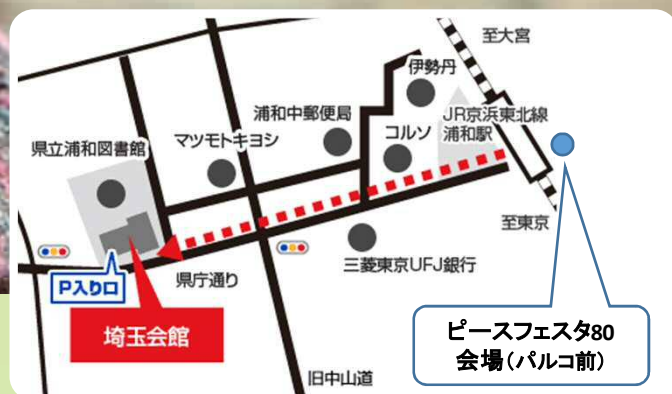 至大宮
伊勢丹
JR京浜東北線
浦和駅
浦和中郵便局
コルソ
マツモトキヨシ
県立浦和図書館
至東京
三菱東京UFJ銀行
県庁通り
P入り口
埼玉会館
旧中山道
ピースフェスタ80
会場(パルコ前)